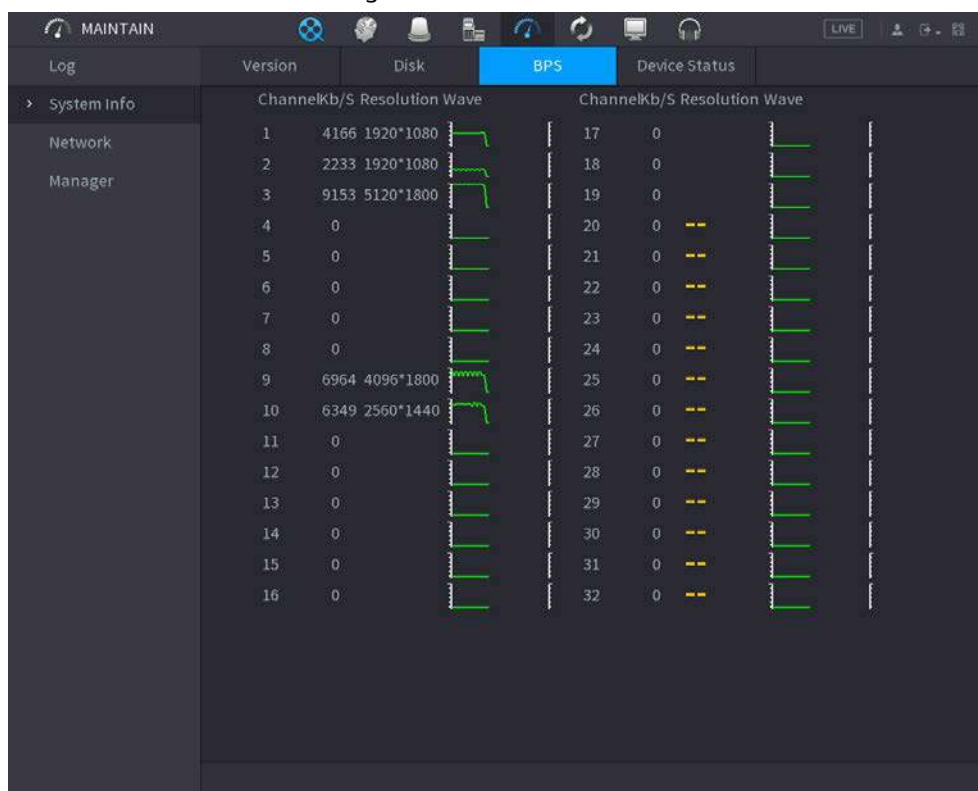 MAINTAIN LIVE
Log Version Disk BPS Device Status
System Info ChannelKb/S Resolution Wave ChannelKb/S Resolution Wave
1 4166 1920*1080 17 0
Network
2 2233 1920*1080 18 0
Manager
3 9153 5120*1800 19 0
4 0 20 0 --
5 0 21 0 --
6 0 22 0 --
7 0 23 0 --
8 0 24 0 --
9 6964 4096*1800 25 0 --
10 6349 2560*1440 26 0 --
11 0 27 0 --
12 0 28 0 --
13 0 29 0 --
14 0 30 0 --
15 0 31 0 --
16 0 32 0 --